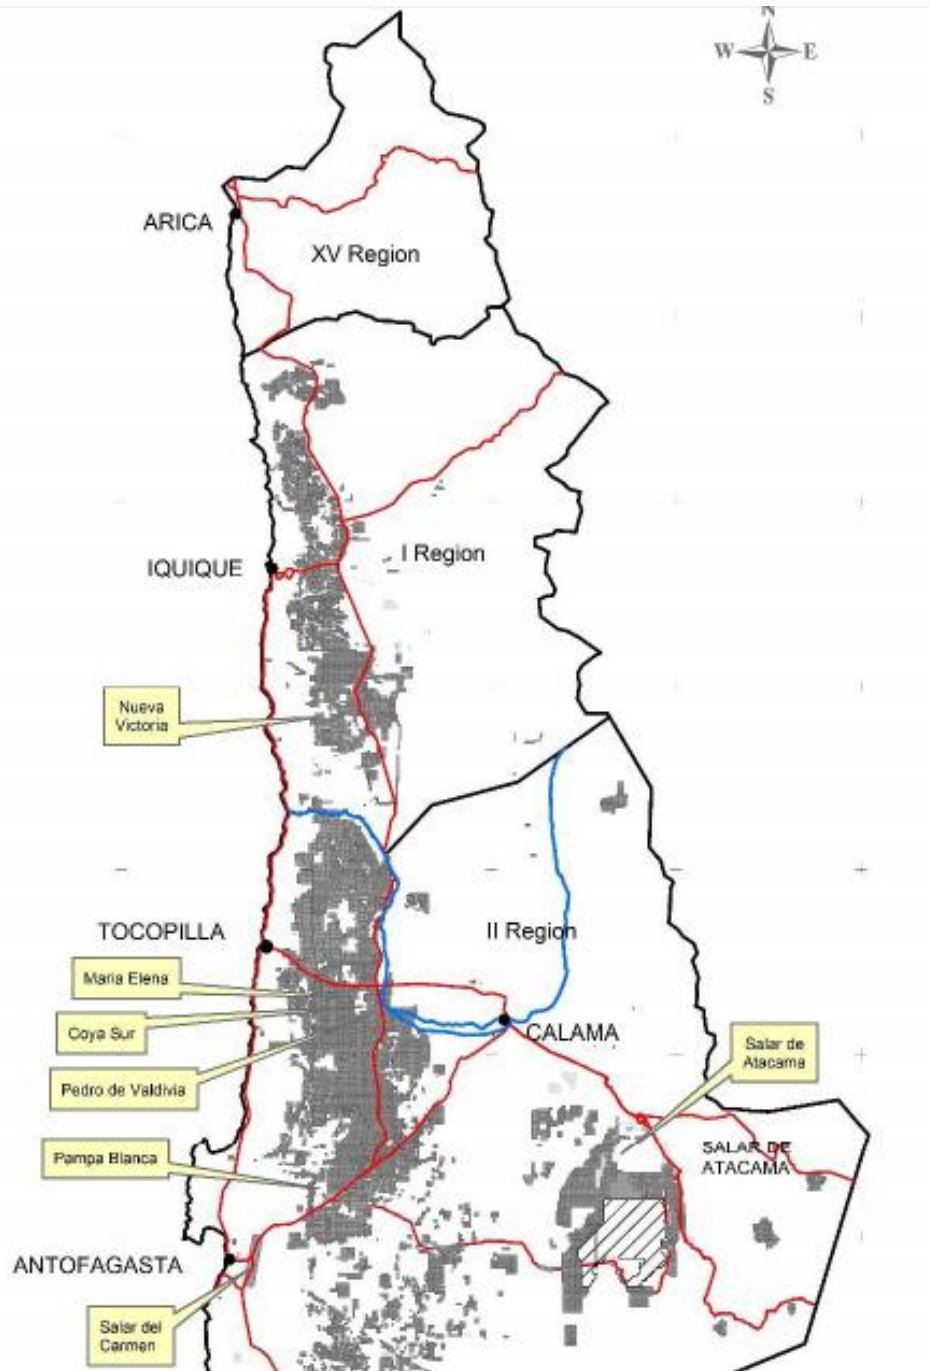 N
W E
S
ARICA
XV Region
I Region
IQUIQUE
Nueva
Victoria
TOCOPILLA
II Region
Maria Elena
Coya Sur
CALAMA
Salar de
Atacama
Pedro de Valdivia
SALAR DE
ATACAMA
Pampa Blanca
ANTOFAGASTA
Salar del
Carmen